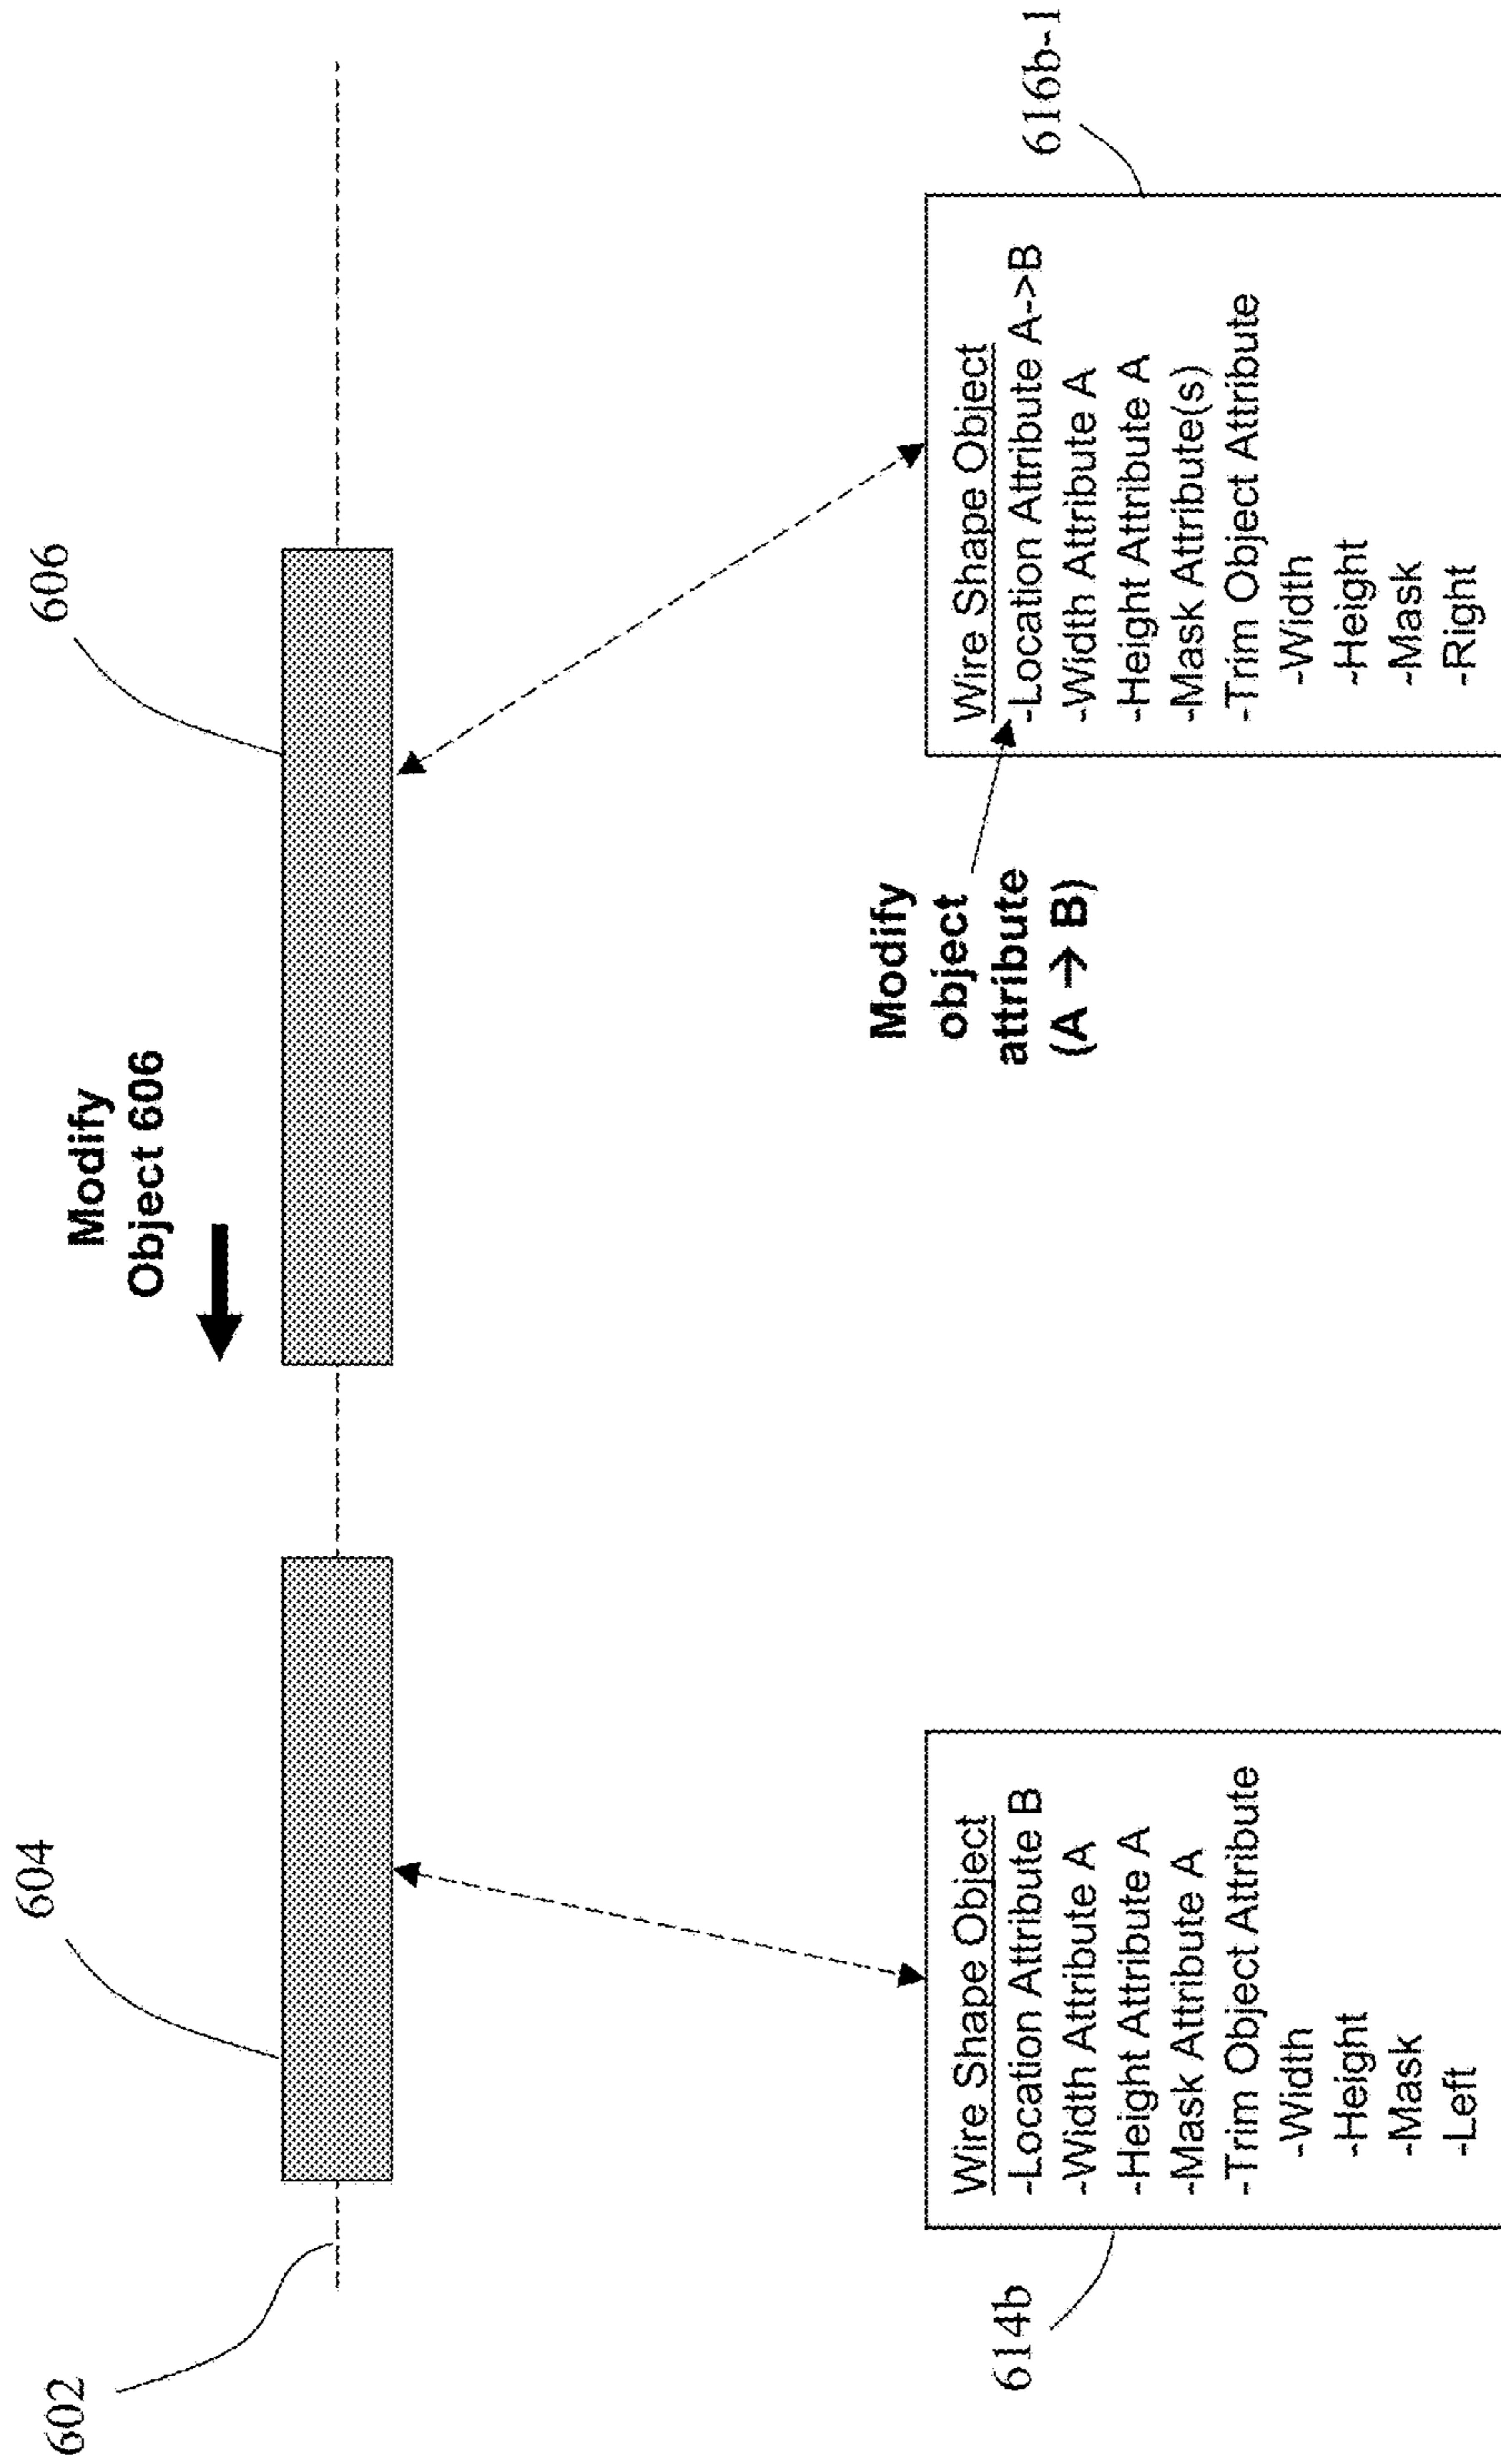 602
604
Modify
Object 606
606
614b
Wire Shape Object
-Location Attribute B
-Width Attribute A
-Height Attribute A
-Mask Attribute A
-Trim Object Attribute
-Width
-Height
-Mask
-Left
Modify
object
attribute
(A → B)
Wire Shape Object
-Location Attribute A-->B
-Width Attribute A
-Height Attribute A
-Mask Attribute(s)
-Trim Object Attribute
-Width
-Height
-Mask
-Right
616b-1